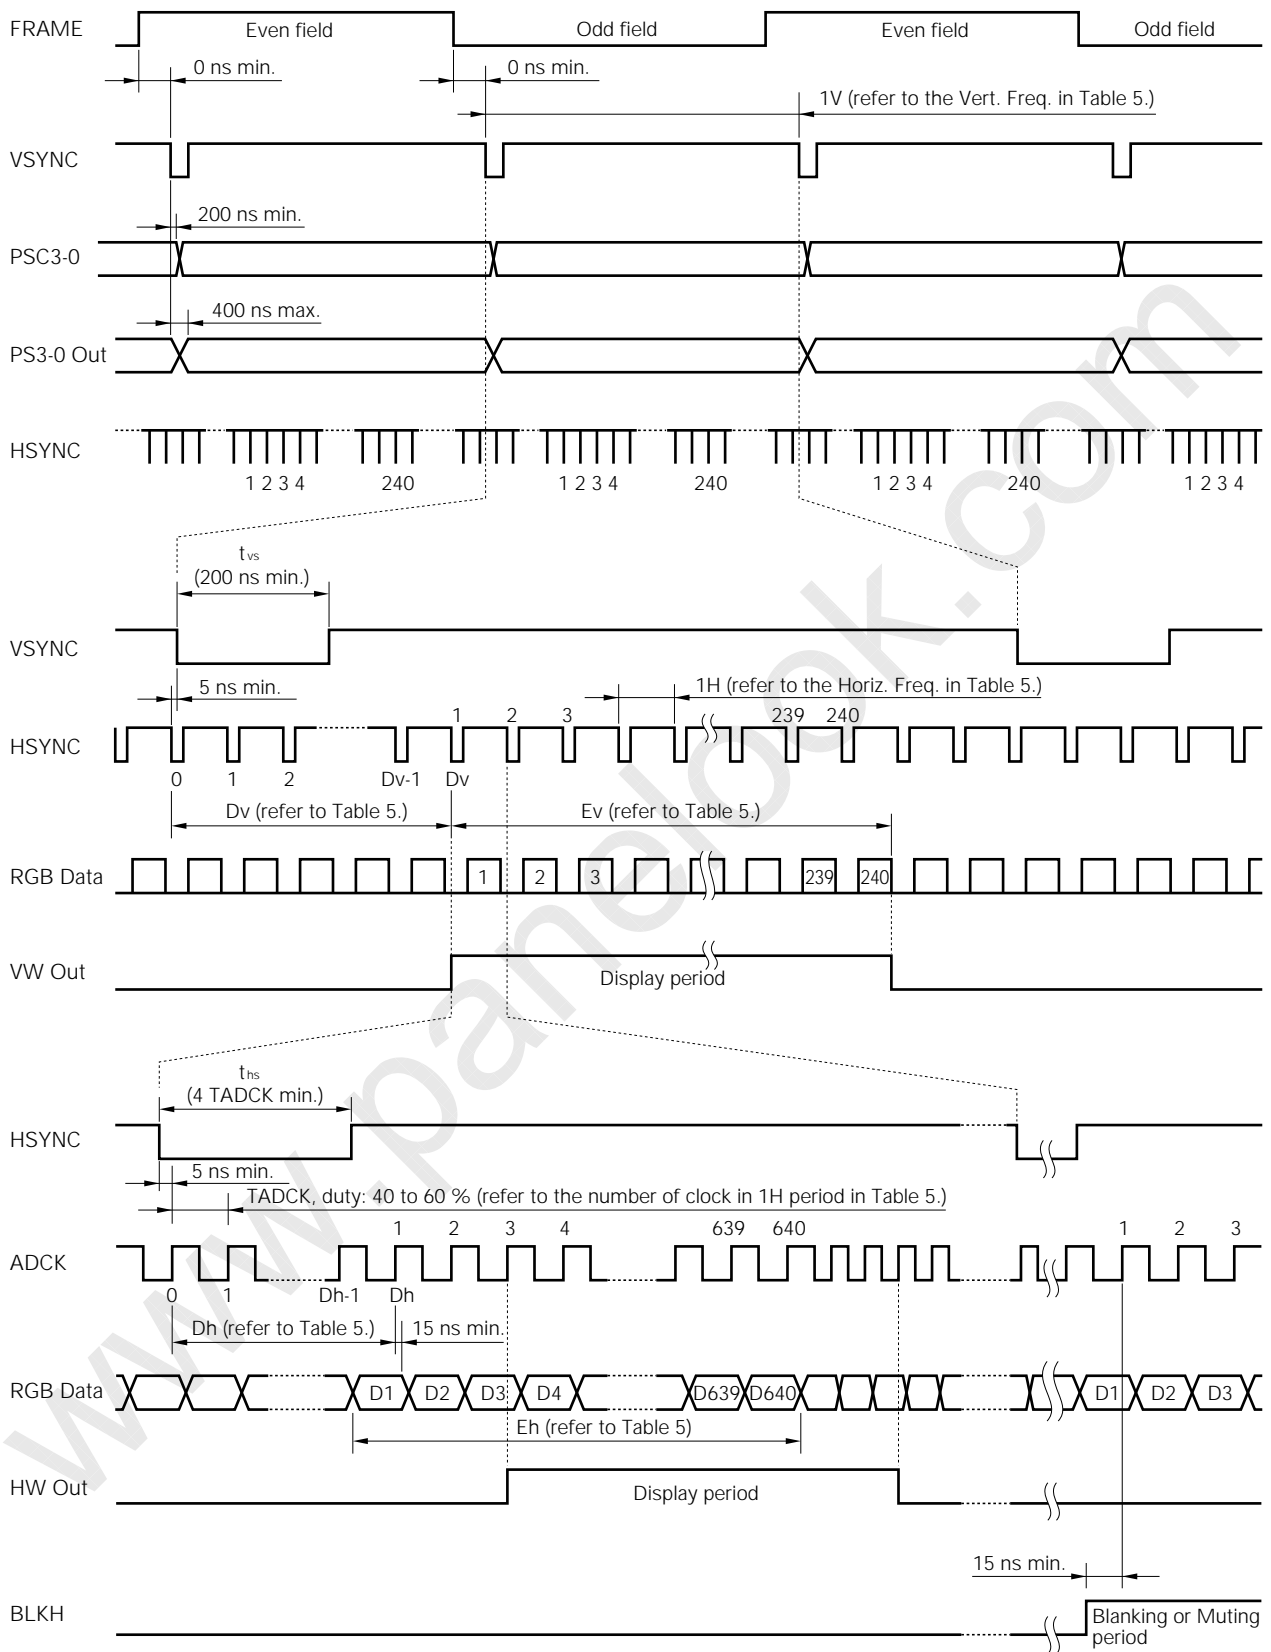 FRAME Even field Odd field Even field Odd field
0 ns min. 0 ns min.
1V (refer to the Vert. Freq. in Table 5.)
VSYNC
200 ns min.
PSC3-0
400 ns max.
PS3-0 Out
HSYNC
1 2 3 4 240 1 2 3 4 240 1 2 3 4 240 1 2 3 4
tvs
(200 ns min.)
VSYNC
5 ns min. 1H (refer to the Horiz. Freq. in Table 5.)
1 2 3 239 240
HSYNC
0 1 2 Dv-1 Dv
Dv (refer to Table 5.) Ev (refer to Table 5.)
RGB Data 1 2 3 239 240
VW Out Display period
ths
(4 TADCK min.)
HSYNC
5 ns min.
TADCK, duty: 40 to 60 % (refer to the number of clock in 1H period in Table 5.)
1 2 3 4 639 640 1 2 3
ADCK
0 1 Dh-1 Dh
Dh (refer to Table 5.) 15 ns min.
RGB Data D1 D2 D3 D4 D639 D640 D1 D2 D3
Eh (refer to Table 5)
HW Out Display period
15 ns min.
BLKH Blanking or Muting
period
www.panelook.com